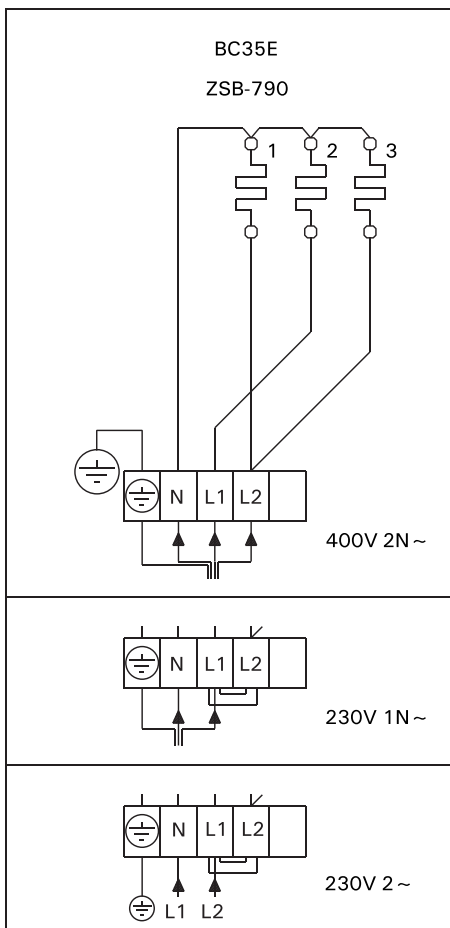 BC35E
ZSB-790
1 2 3
N L1 L2
400V 2N~
N L1 L2
230V 1N~
N L1 L2
230V 2~
L1 L2